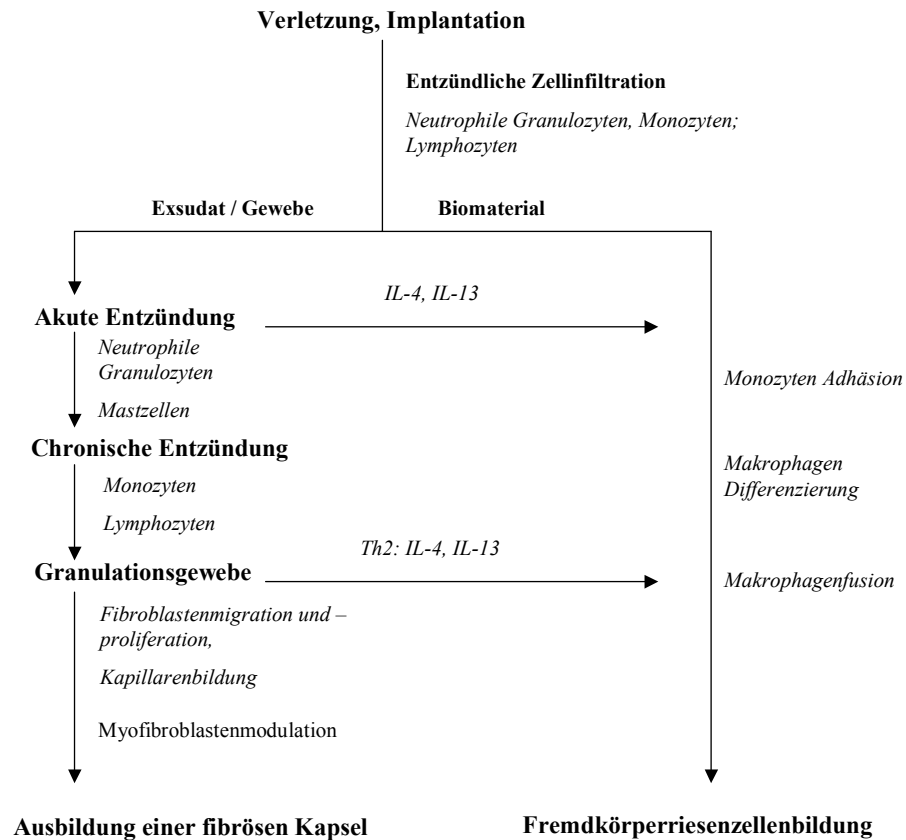 Verletzung, Implantation
Entzündliche Zellinfiltration
Neutrophile Granulozyten, Monozyten;
Lymphozyten
Exsudat / Gewebe
Biomaterial
IL-4, IL-13
Akute Entzündung
Neutrophile
Granulozyten
Mastzellen
Monozyten Adhäsion
Chronische Entzündung
Monozyten
Lymphozyten
Makrophagen
Differenzierung
Th2: IL-4, IL-13
Granulationsgewebe
Makrophagenfusion
Fibroblastenmigration und –
proliferation,
Kapillarenbildung
Myofibroblastenmodulation
Ausbildung einer fibrösen Kapsel
Fremdkörperriesenzellenbildung